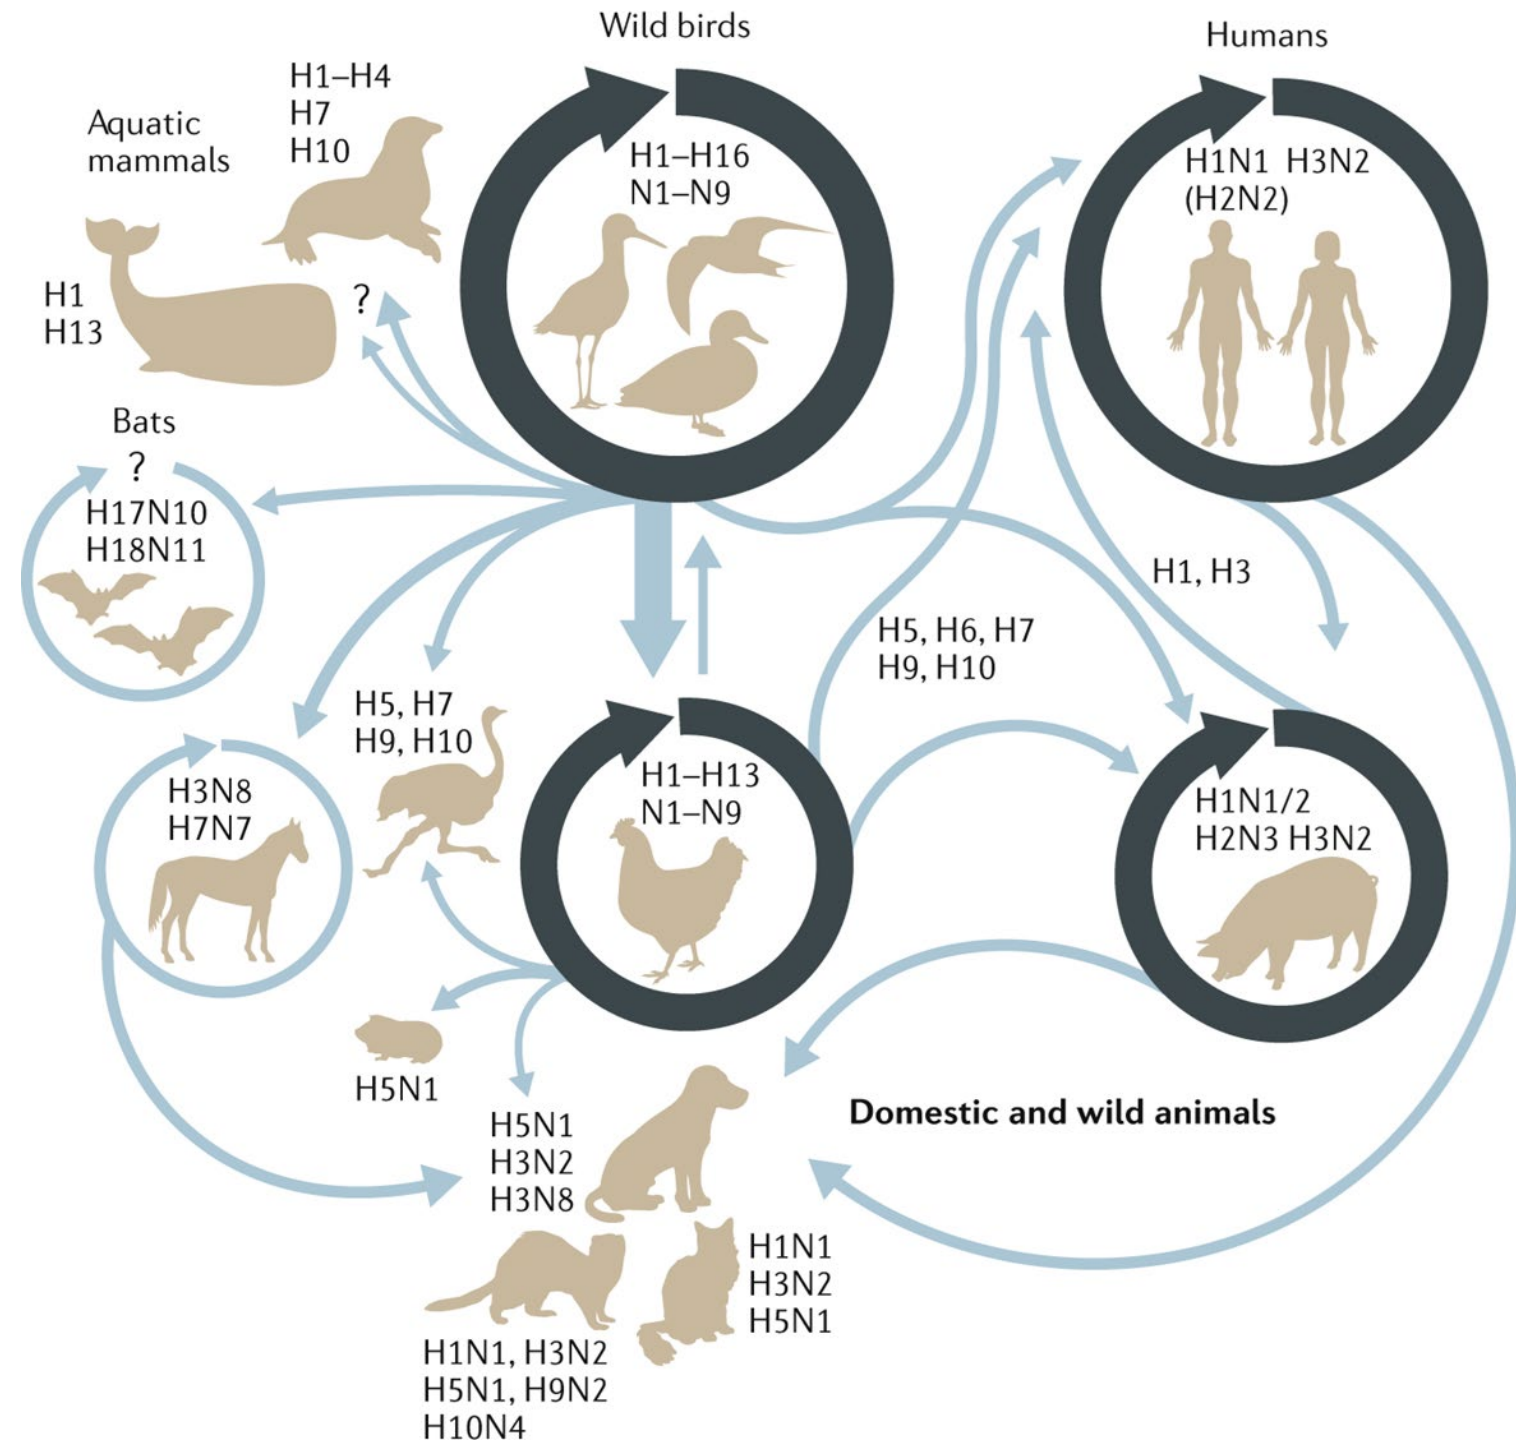 Wild birds
Humans
H1–H4
H7
H10
Aquatic
mammals
H1–H16
N1–N9
H1N1 H3N2
(H2N2)
H1
H13
?
Bats
?
H17N10
H18N11
H1, H3
H5, H6, H7
H9, H10
H5, H7
H9, H10
H3N8
H7N7
H1–H13
N1–N9
H1N1/2
H2N3 H3N2
H5N1
Domestic and wild animals
H5N1
H3N2
H3N8
H1N1
H3N2
H5N1
H1N1, H3N2
H5N1, H9N2
H10N4